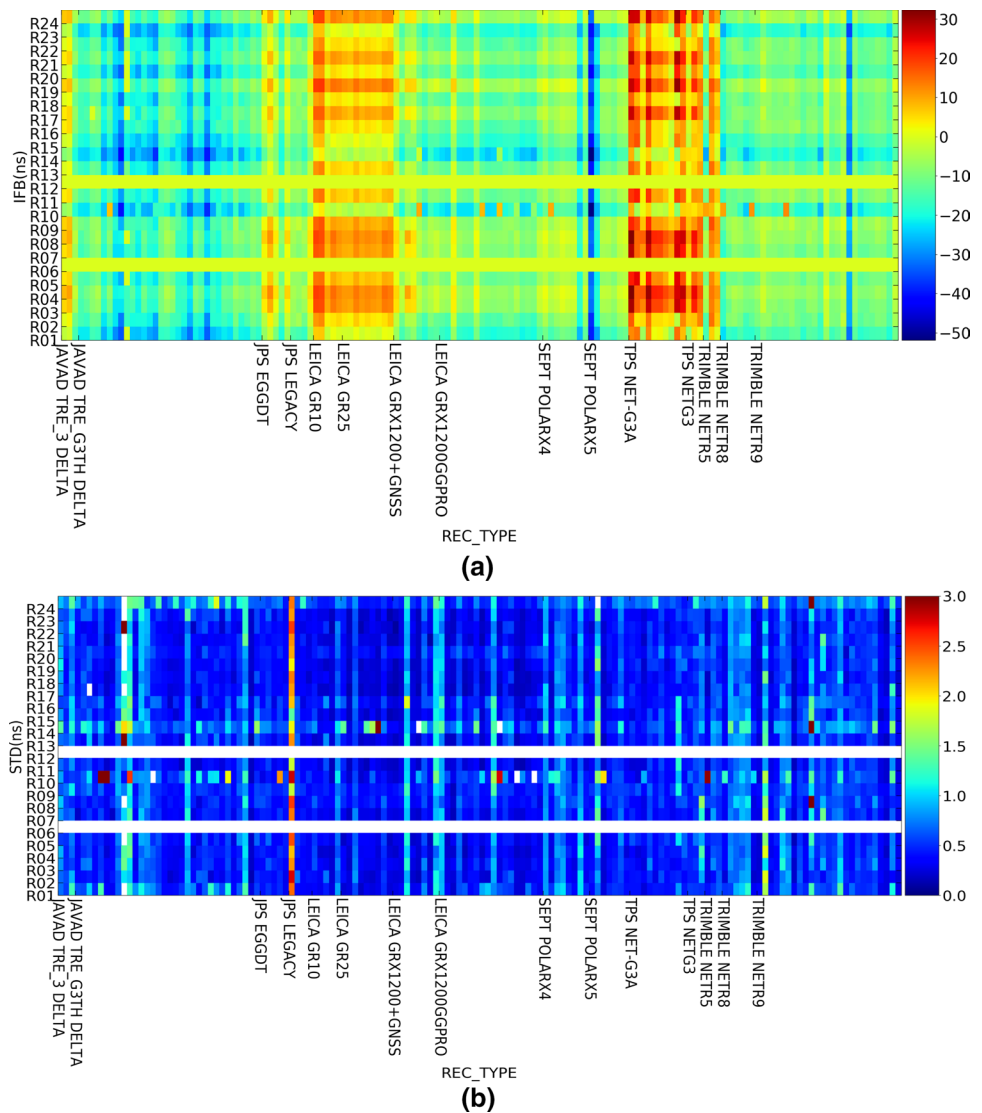 IFB(ns)
R24
R23
R22
R21
R20
R19
R18
R17
R16
R15
R14
R13
R12
R11
R10
R09
R08
R07
R06
R05
R04
R03
R02
R01
30
20
10
0
−10
−20
−30
−40
−50
JAVAD TRE_3 DELTA
JAVAD TRE_G3TH DELTA
JPS EGGDT
JPS LEGACY
LEICA GR10
LEICA GR25
LEICA GRX1200+GNSS
LEICA GRX1200GGPRO
SEPT POLARX4
SEPT POLARX5
TPS NET-G3A
TPS NETG3
TRIMBLE NETR5
TRIMBLE NETR8
TRIMBLE NETR9
REC_TYPE
(a)
STD(ns)
R24
R23
R22
R21
R20
R19
R18
R17
R16
R15
R14
R13
R12
R11
R10
R09
R08
R07
R06
R05
R04
R03
R02
R01
3.0
2.5
2.0
1.5
1.0
0.5
0.0
JAVAD TRE_3 DELTA
JAVAD TRE_G3TH DELTA
JPS EGGDT
JPS LEGACY
LEICA GR10
LEICA GR25
LEICA GRX1200+GNSS
LEICA GRX1200GGPRO
SEPT POLARX4
SEPT POLARX5
TPS NET-G3A
TPS NETG3
TRIMBLE NETR5
TRIMBLE NETR8
TRIMBLE NETR9
REC_TYPE
(b)